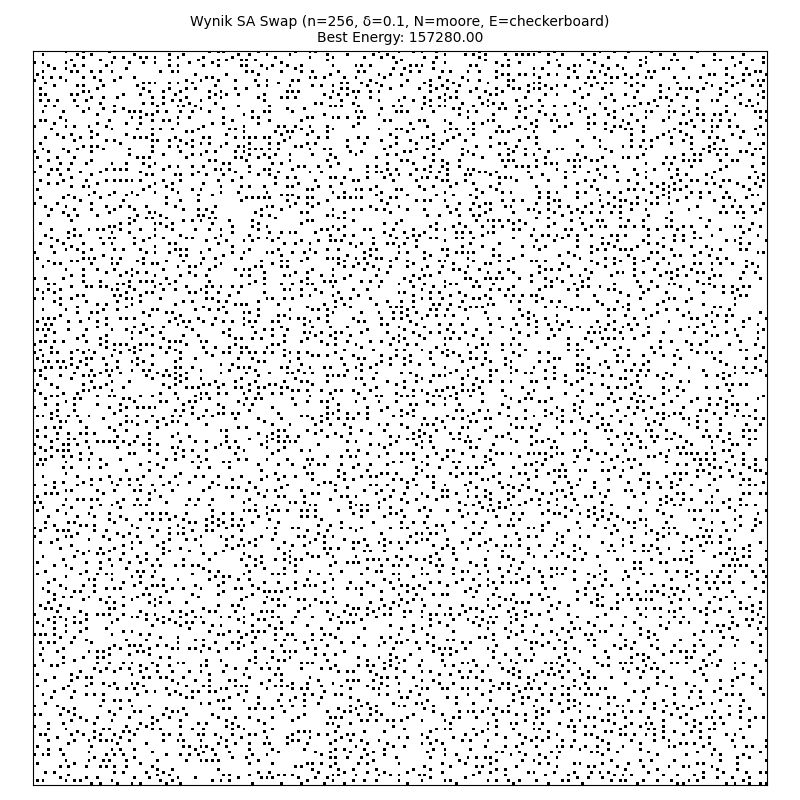 Wynik SA Swap (n=256, δ=0.1, N=moore, E=checkerboard)
Best Energy: 157280.00